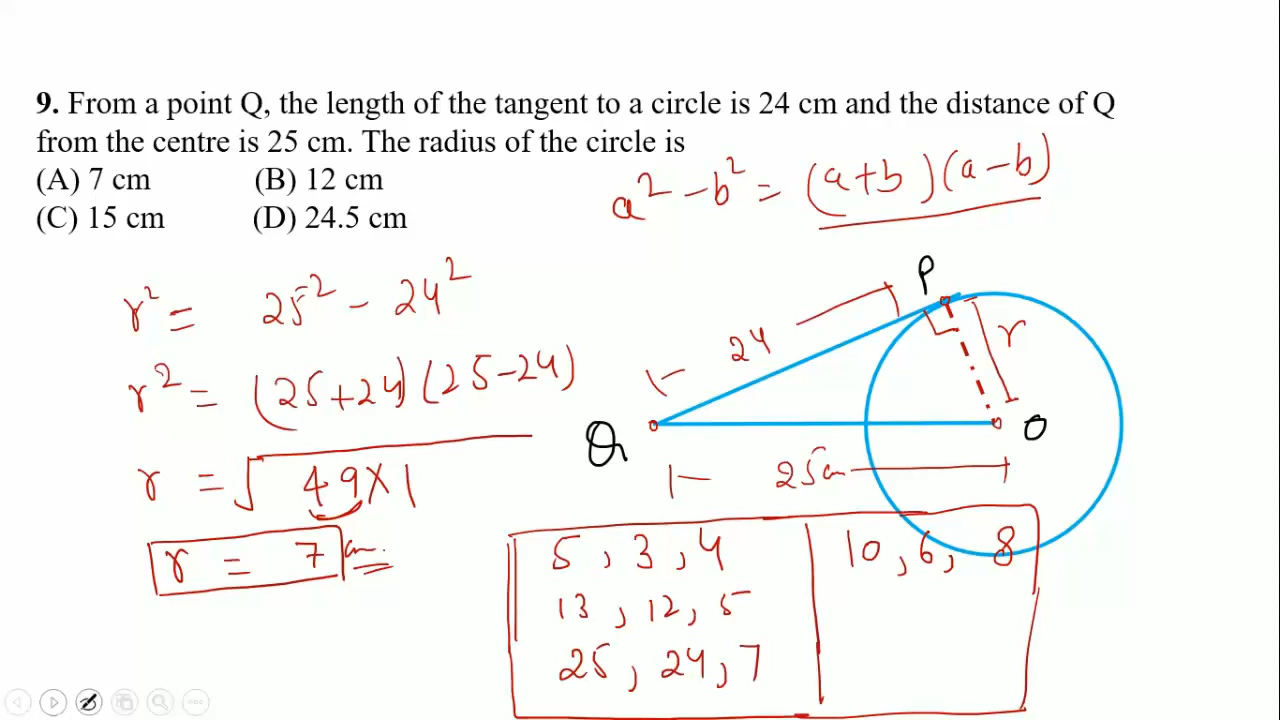 9. From a point Q, the length of the tangent to a circle is 24 cm and the distance of Q
from the centre is 25 cm. The radius of the circle is
(A) 7 cm (B) 12 cm
(C) 15 cm (D) 24.5 cm
a² - b² = (a+b)(a-b)
r² = 25² - 24²
r² = (25+24)(25-24)
r = √49×1
r = 7 cm.
P
24
r
Q
O
25cm
5, 3, 4
13, 12, 5
25, 24, 7
10, 6, 8